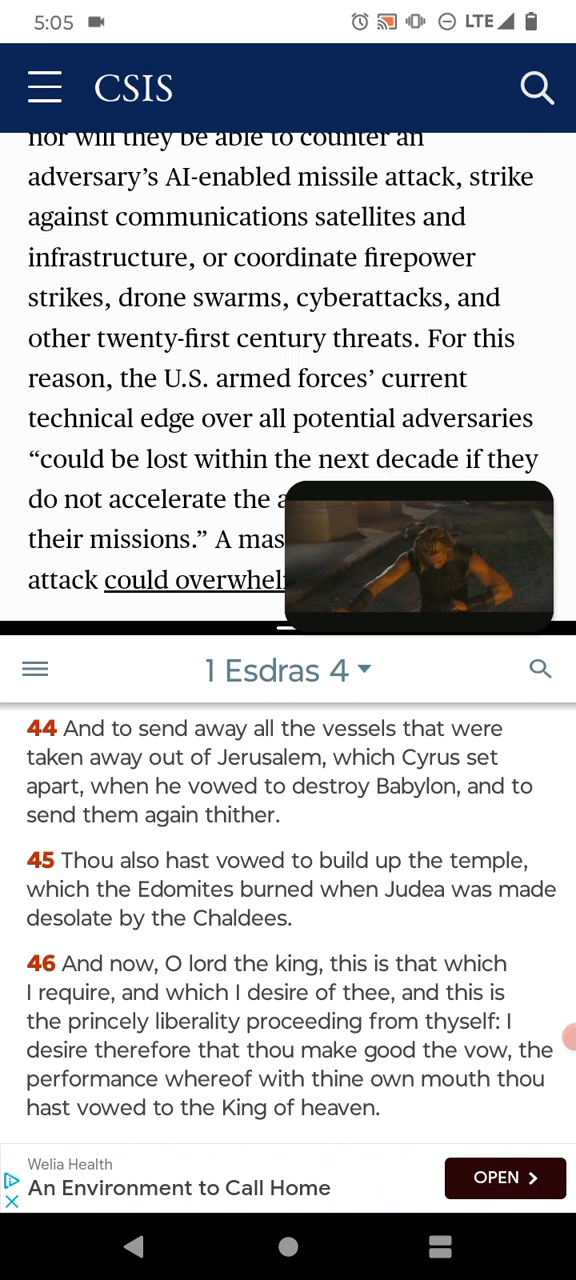 5:05
LTE
CSIS
nor will they be able to counter an
adversary’s AI-enabled missile attack, strike
against communications satellites and
infrastructure, or coordinate firepower
strikes, drone swarms, cyberattacks, and
other twenty-first century threats. For this
reason, the U.S. armed forces’ current
technical edge over all potential adversaries
“could be lost within the next decade if they
do not accelerate the
their missions.” A
attack could
1 Esdras 4
44 And to send away all the vessels that were
taken away out of Jerusalem, which Cyrus set
apart, when he vowed to destroy Babylon, and to
send them again thither.
45 Thou also hast vowed to build up the temple,
which the Edomites burned when Judea was made
desolate by the Chaldees.
46 And now, O lord the king, this is that which
I require, and which I desire of thee, and this is
the princely liberality proceeding from thyself: I
desire therefore that thou make good the vow, the
performance whereof with thine own mouth thou
hast vowed to the King of heaven.
Welia Health
An Environment to Call Home
OPEN